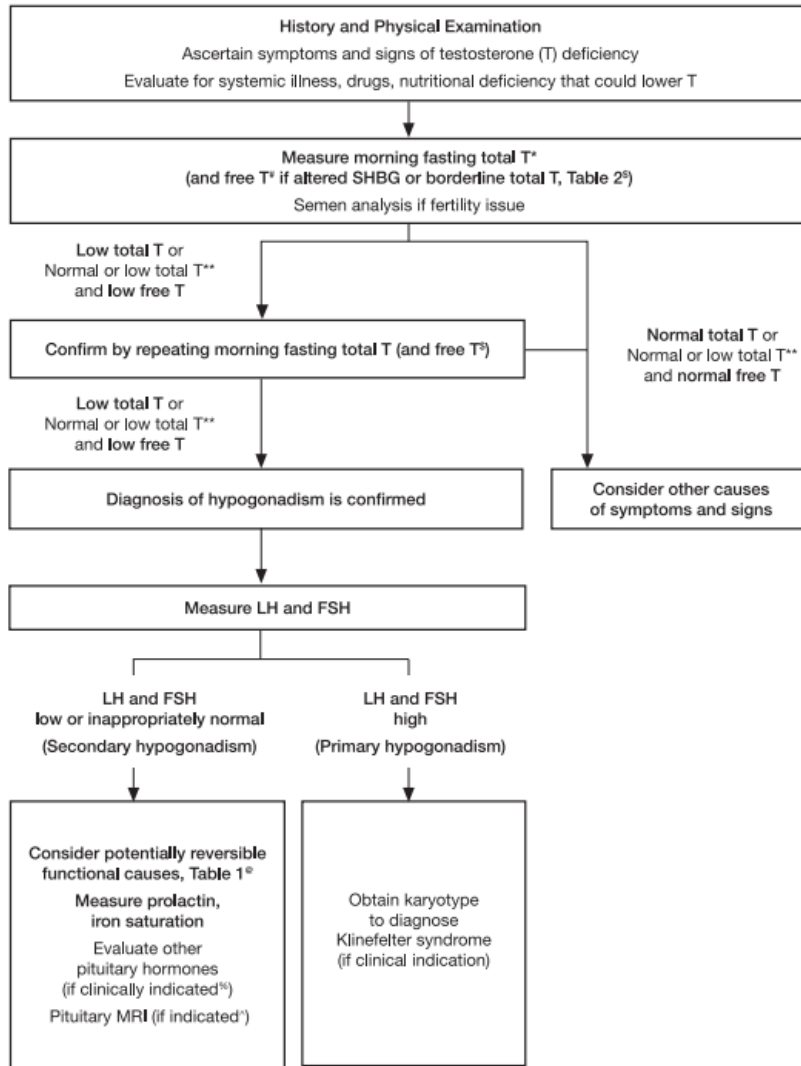 History and Physical Examination
Ascertain symptoms and signs of testosterone (T) deficiency
Evaluate for systemic illness, drugs, nutritional deficiency that could lower T
Measure morning fasting total T*
(and free T# if altered SHBG or borderline total T, Table 2$)
Semen analysis if fertility issue
Low total T or
Normal or low total T**
and low free T
Confirm by repeating morning fasting total T (and free T$)
Normal total T or
Normal or low total T**
and normal free T
Low total T or
Normal or low total T**
and low free T
Diagnosis of hypogonadism is confirmed
Consider other causes
of symptoms and signs
Measure LH and FSH
LH and FSH
low or inappropriately normal
(Secondary hypogonadism)
LH and FSH
high
(Primary hypogonadism)
Consider potentially reversible
functional causes, Table 1@
Measure prolactin,
iron saturation
Evaluate other
pituitary hormones
(if clinically indicated%)
Pituitary MRI (if indicated^)
Obtain karyotype
to diagnose
Klinefelter syndrome
(if clinical indication)